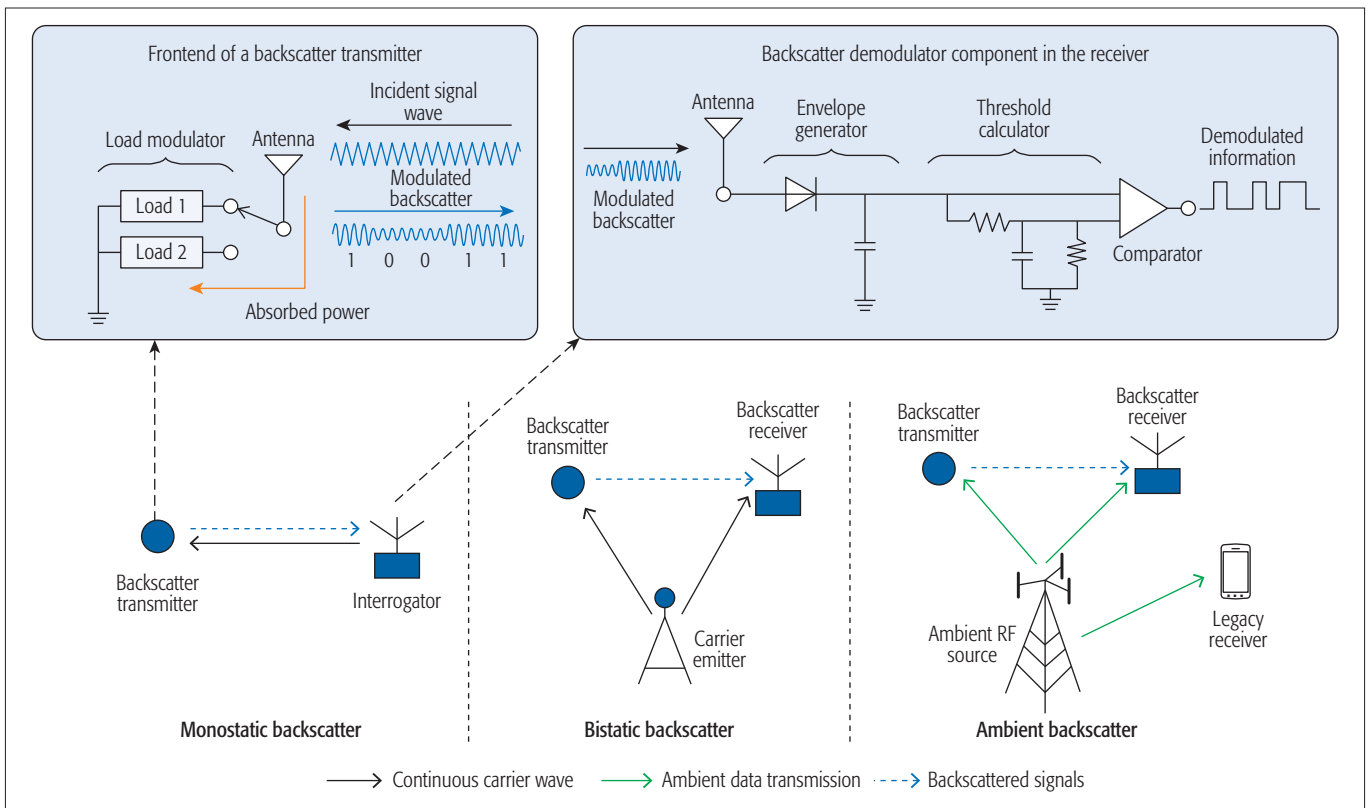 Frontend of a backscatter transmitter
Incident signal
wave
Load modulator
Antenna
Modulated
backscatter
Load 1
Load 2
1 0 0 1 1
Absorbed power
Backscatter demodulator component in the receiver
Antenna
Envelope
generator
Threshold
calculator
Demodulated
information
Modulated
backscatter
Comparator
Backscatter
transmitter
Interrogator
Monostatic backscatter
Backscatter
transmitter
Backscatter
receiver
Carrier
emitter
Bistatic backscatter
Backscatter
transmitter
Backscatter
receiver
Ambient RF
source
Legacy
receiver
Ambient backscatter
Continuous carrier wave
Ambient data transmission
Backscattered signals